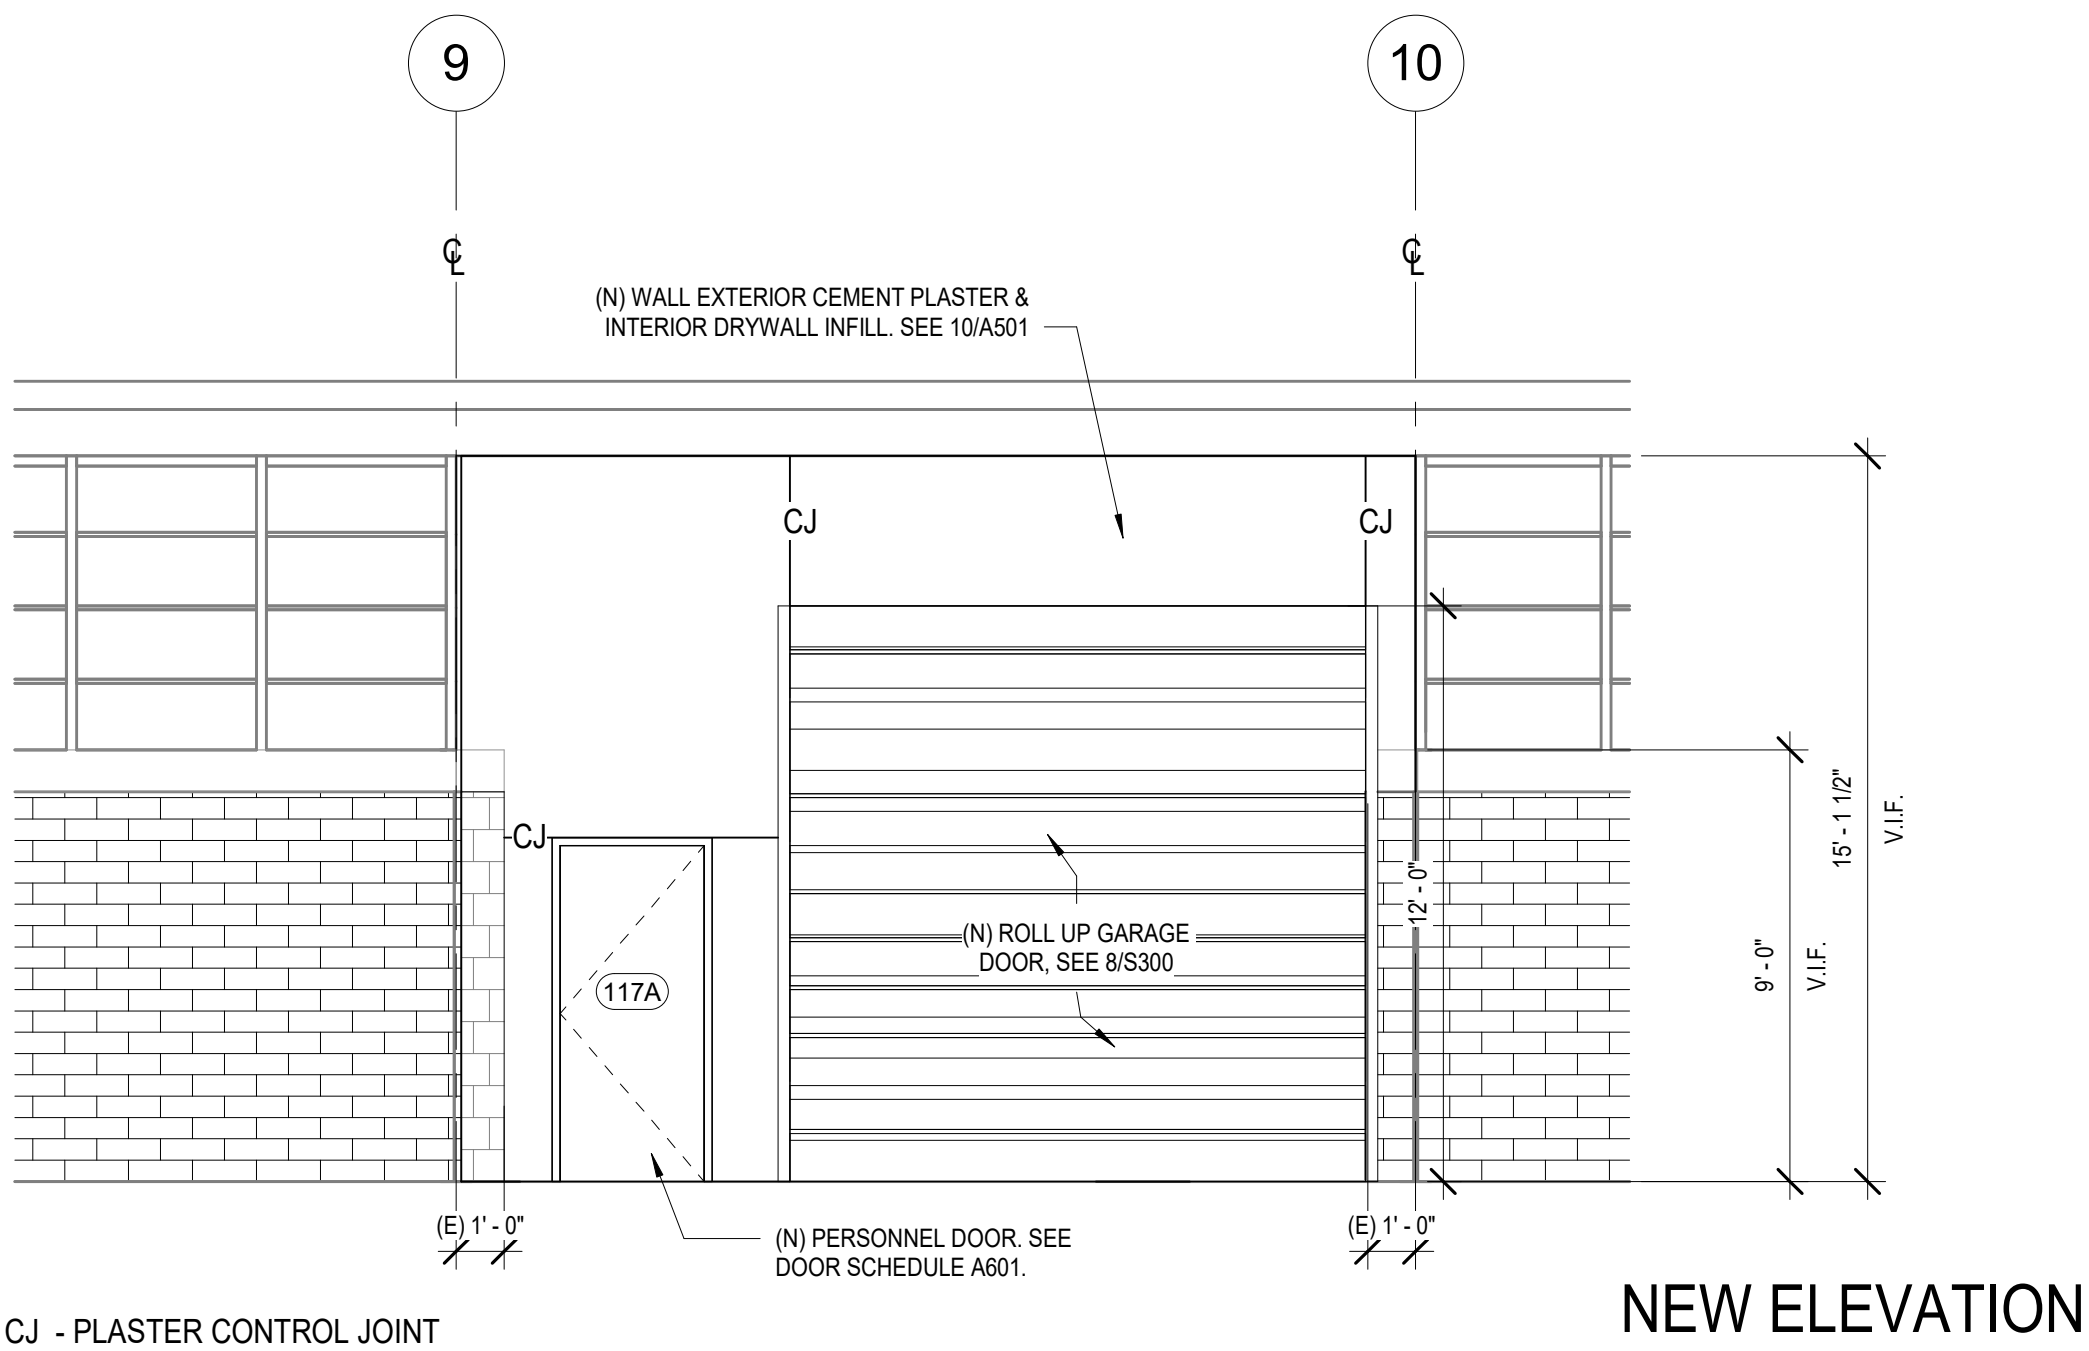 9
10
℄
℄
(N) WALL EXTERIOR CEMENT PLASTER &
INTERIOR DRYWALL INFILL. SEE 10/A501
CJ
CJ
CJ
15' - 1 1/2"
V.I.F.
12' - 0"
9' - 0"
V.I.F.
(N) ROLL UP GARAGE
DOOR, SEE 8/S300
117A
(E) 1' - 0"
(E) 1' - 0"
(N) PERSONNEL DOOR. SEE
DOOR SCHEDULE A601.
NEW ELEVATION
CJ - PLASTER CONTROL JOINT